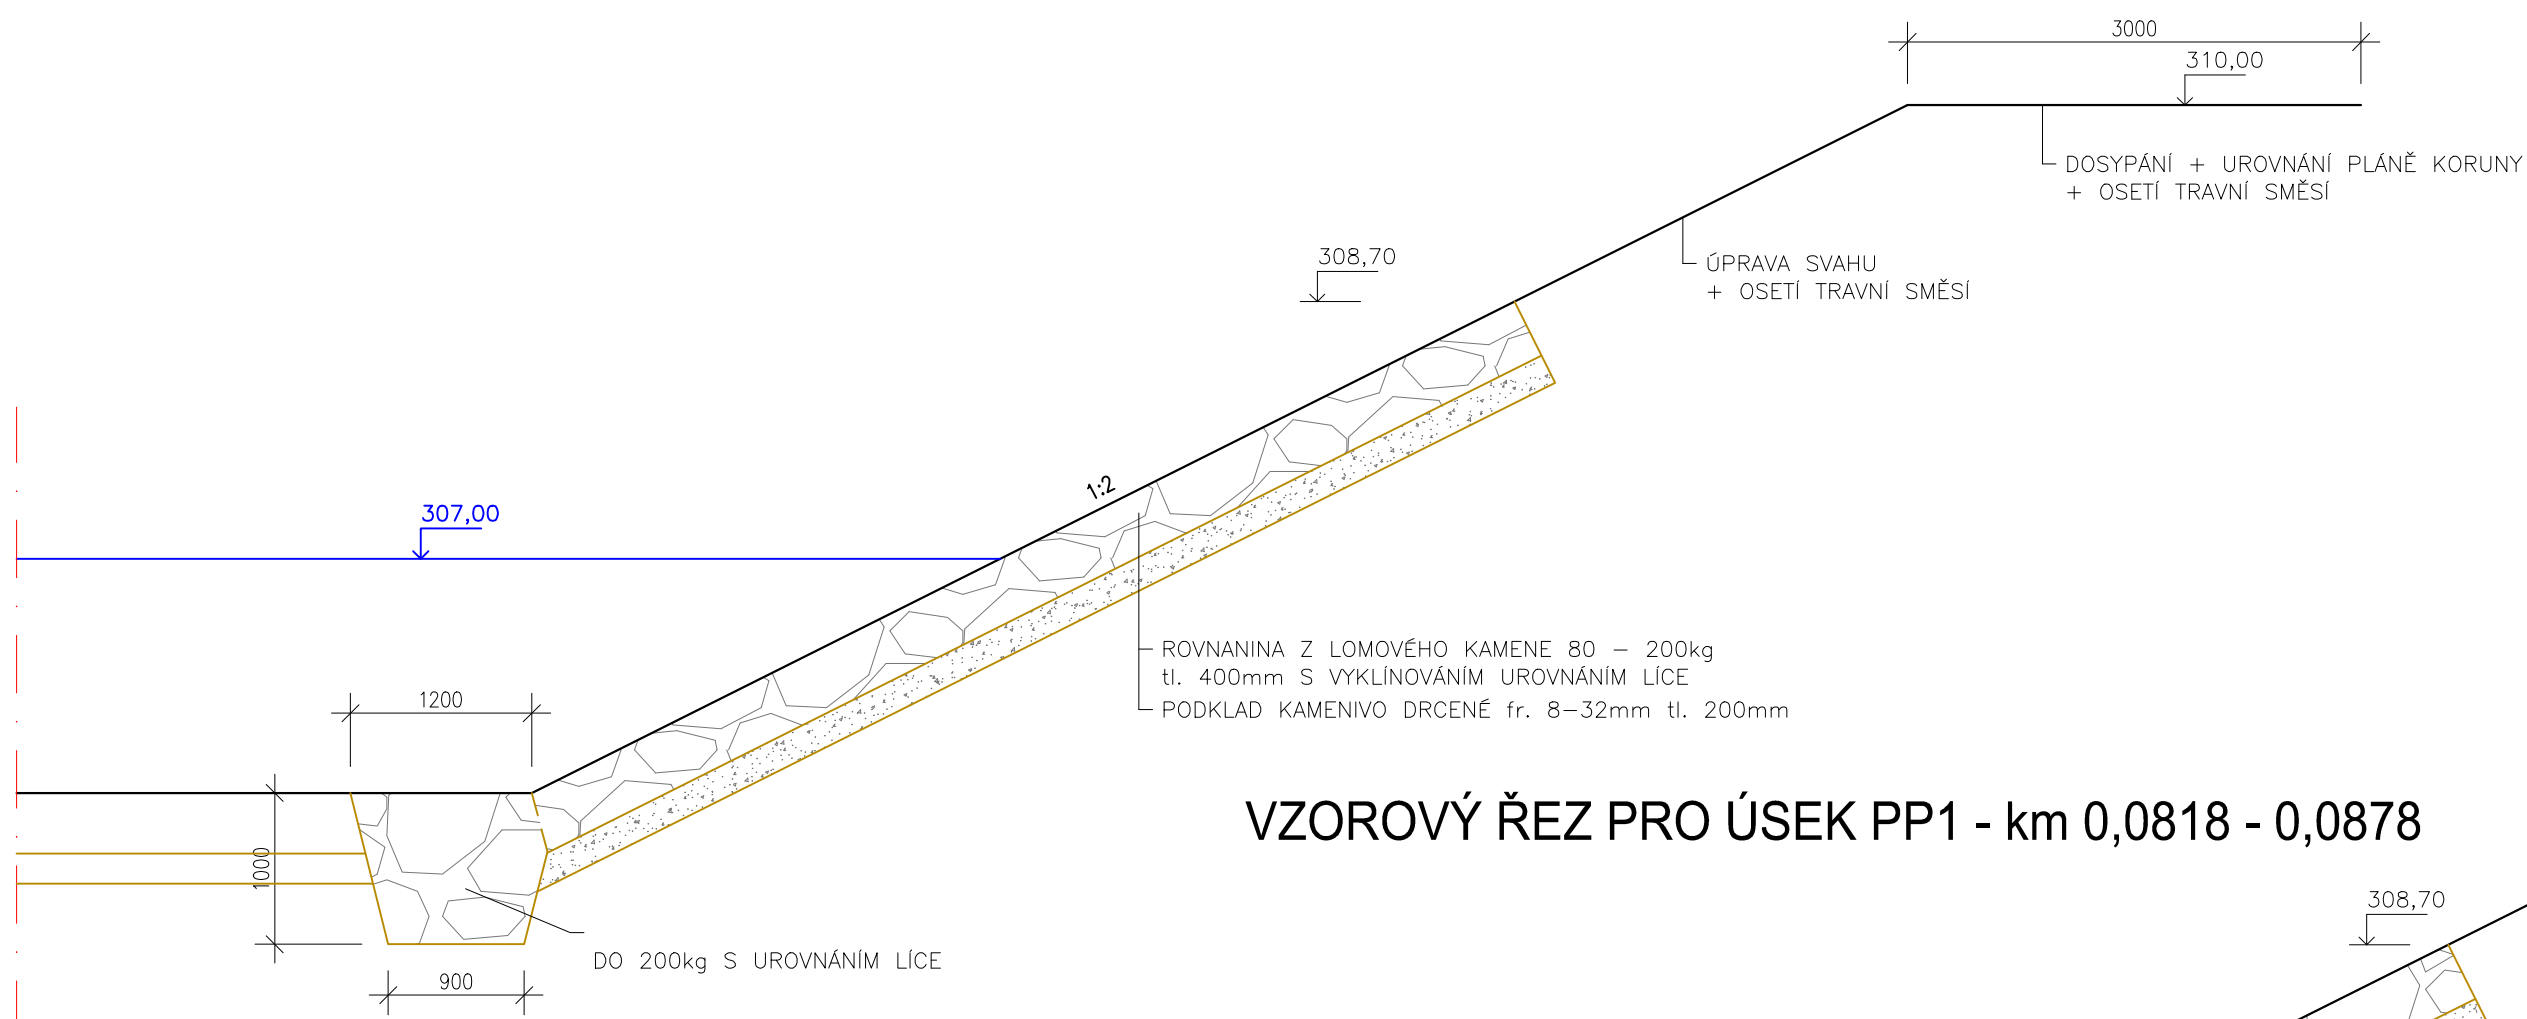 3000
310,00
DOSYPÁNÍ + UROVNÁNÍ PLÁNĚ KORUNY
+ OSETÍ TRAVNÍ SMĚSÍ
308,70
ÚPRAVA SVAHU
+ OSETÍ TRAVNÍ SMĚSÍ
1:2
307,00
ROVNANINA Z LOMOVÉHO KAMENE 80 – 200kg
tl. 400mm S VYKLÍNOVÁNÍM UROVNÁNÍM LÍCE
PODKLAD KAMENIVO DRCENÉ fr. 8–32mm tl. 200mm
1200
VZOROVÝ ŘEZ PRO ÚSEK PP1 - km 0,0818 - 0,0878
1000
308,70
DO 200kg S UROVNÁNÍM LÍCE
900